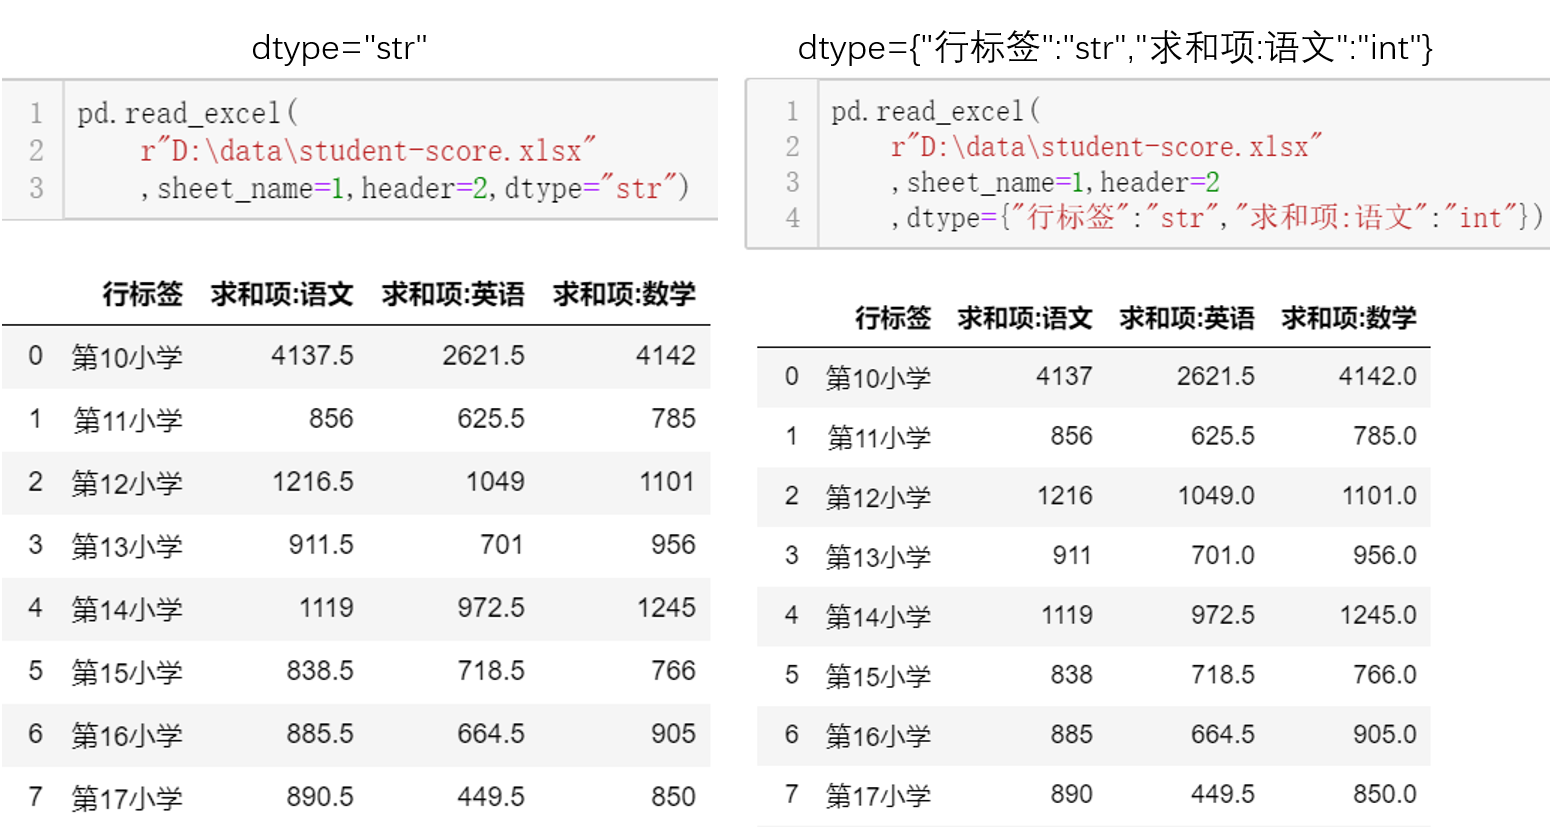 dtype="str"
1 pd.read_excel(
2 r"D:\data\student-score.xlsx"
3 ,sheet_name=1,header=2,dtype="str")
行标签 求和项:语文 求和项:英语 求和项:数学
0 第10小学 4137.5 2621.5 4142
1 第11小学 856 625.5 785
2 第12小学 1216.5 1049 1101
3 第13小学 911.5 701 956
4 第14小学 1119 972.5 1245
5 第15小学 838.5 718.5 766
6 第16小学 885.5 664.5 905
7 第17小学 890.5 449.5 850
dtype={"行标签":"str","求和项:语文":"int"}
1 pd.read_excel(
2 r"D:\data\student-score.xlsx"
3 ,sheet_name=1,header=2
4 ,dtype={"行标签":"str","求和项:语文":"int"})
行标签 求和项:语文 求和项:英语 求和项:数学
0 第10小学 4137 2621.5 4142.0
1 第11小学 856 625.5 785.0
2 第12小学 1216 1049.0 1101.0
3 第13小学 911 701.0 956.0
4 第14小学 1119 972.5 1245.0
5 第15小学 838 718.5 766.0
6 第16小学 885 664.5 905.0
7 第17小学 890 449.5 850.0